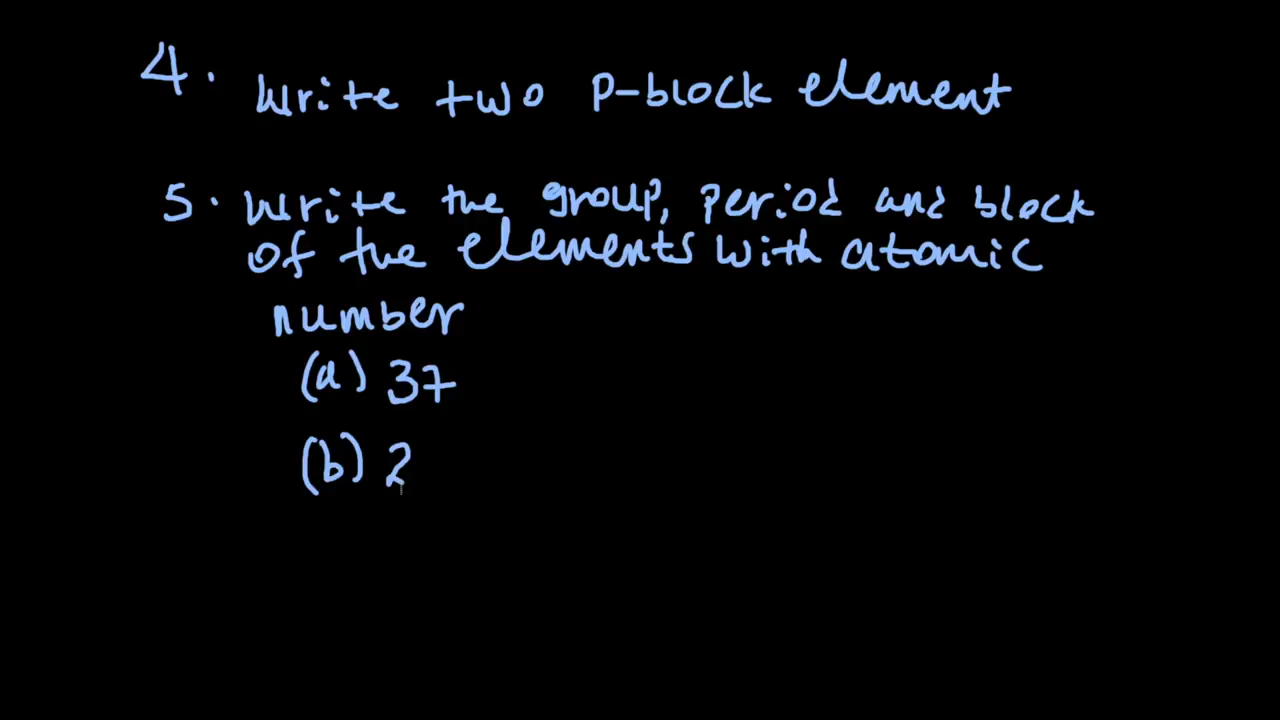 4. Write two P-block element
5. Write the group, period and block
of the elements with atomic
number
(a) 37
(b) 2